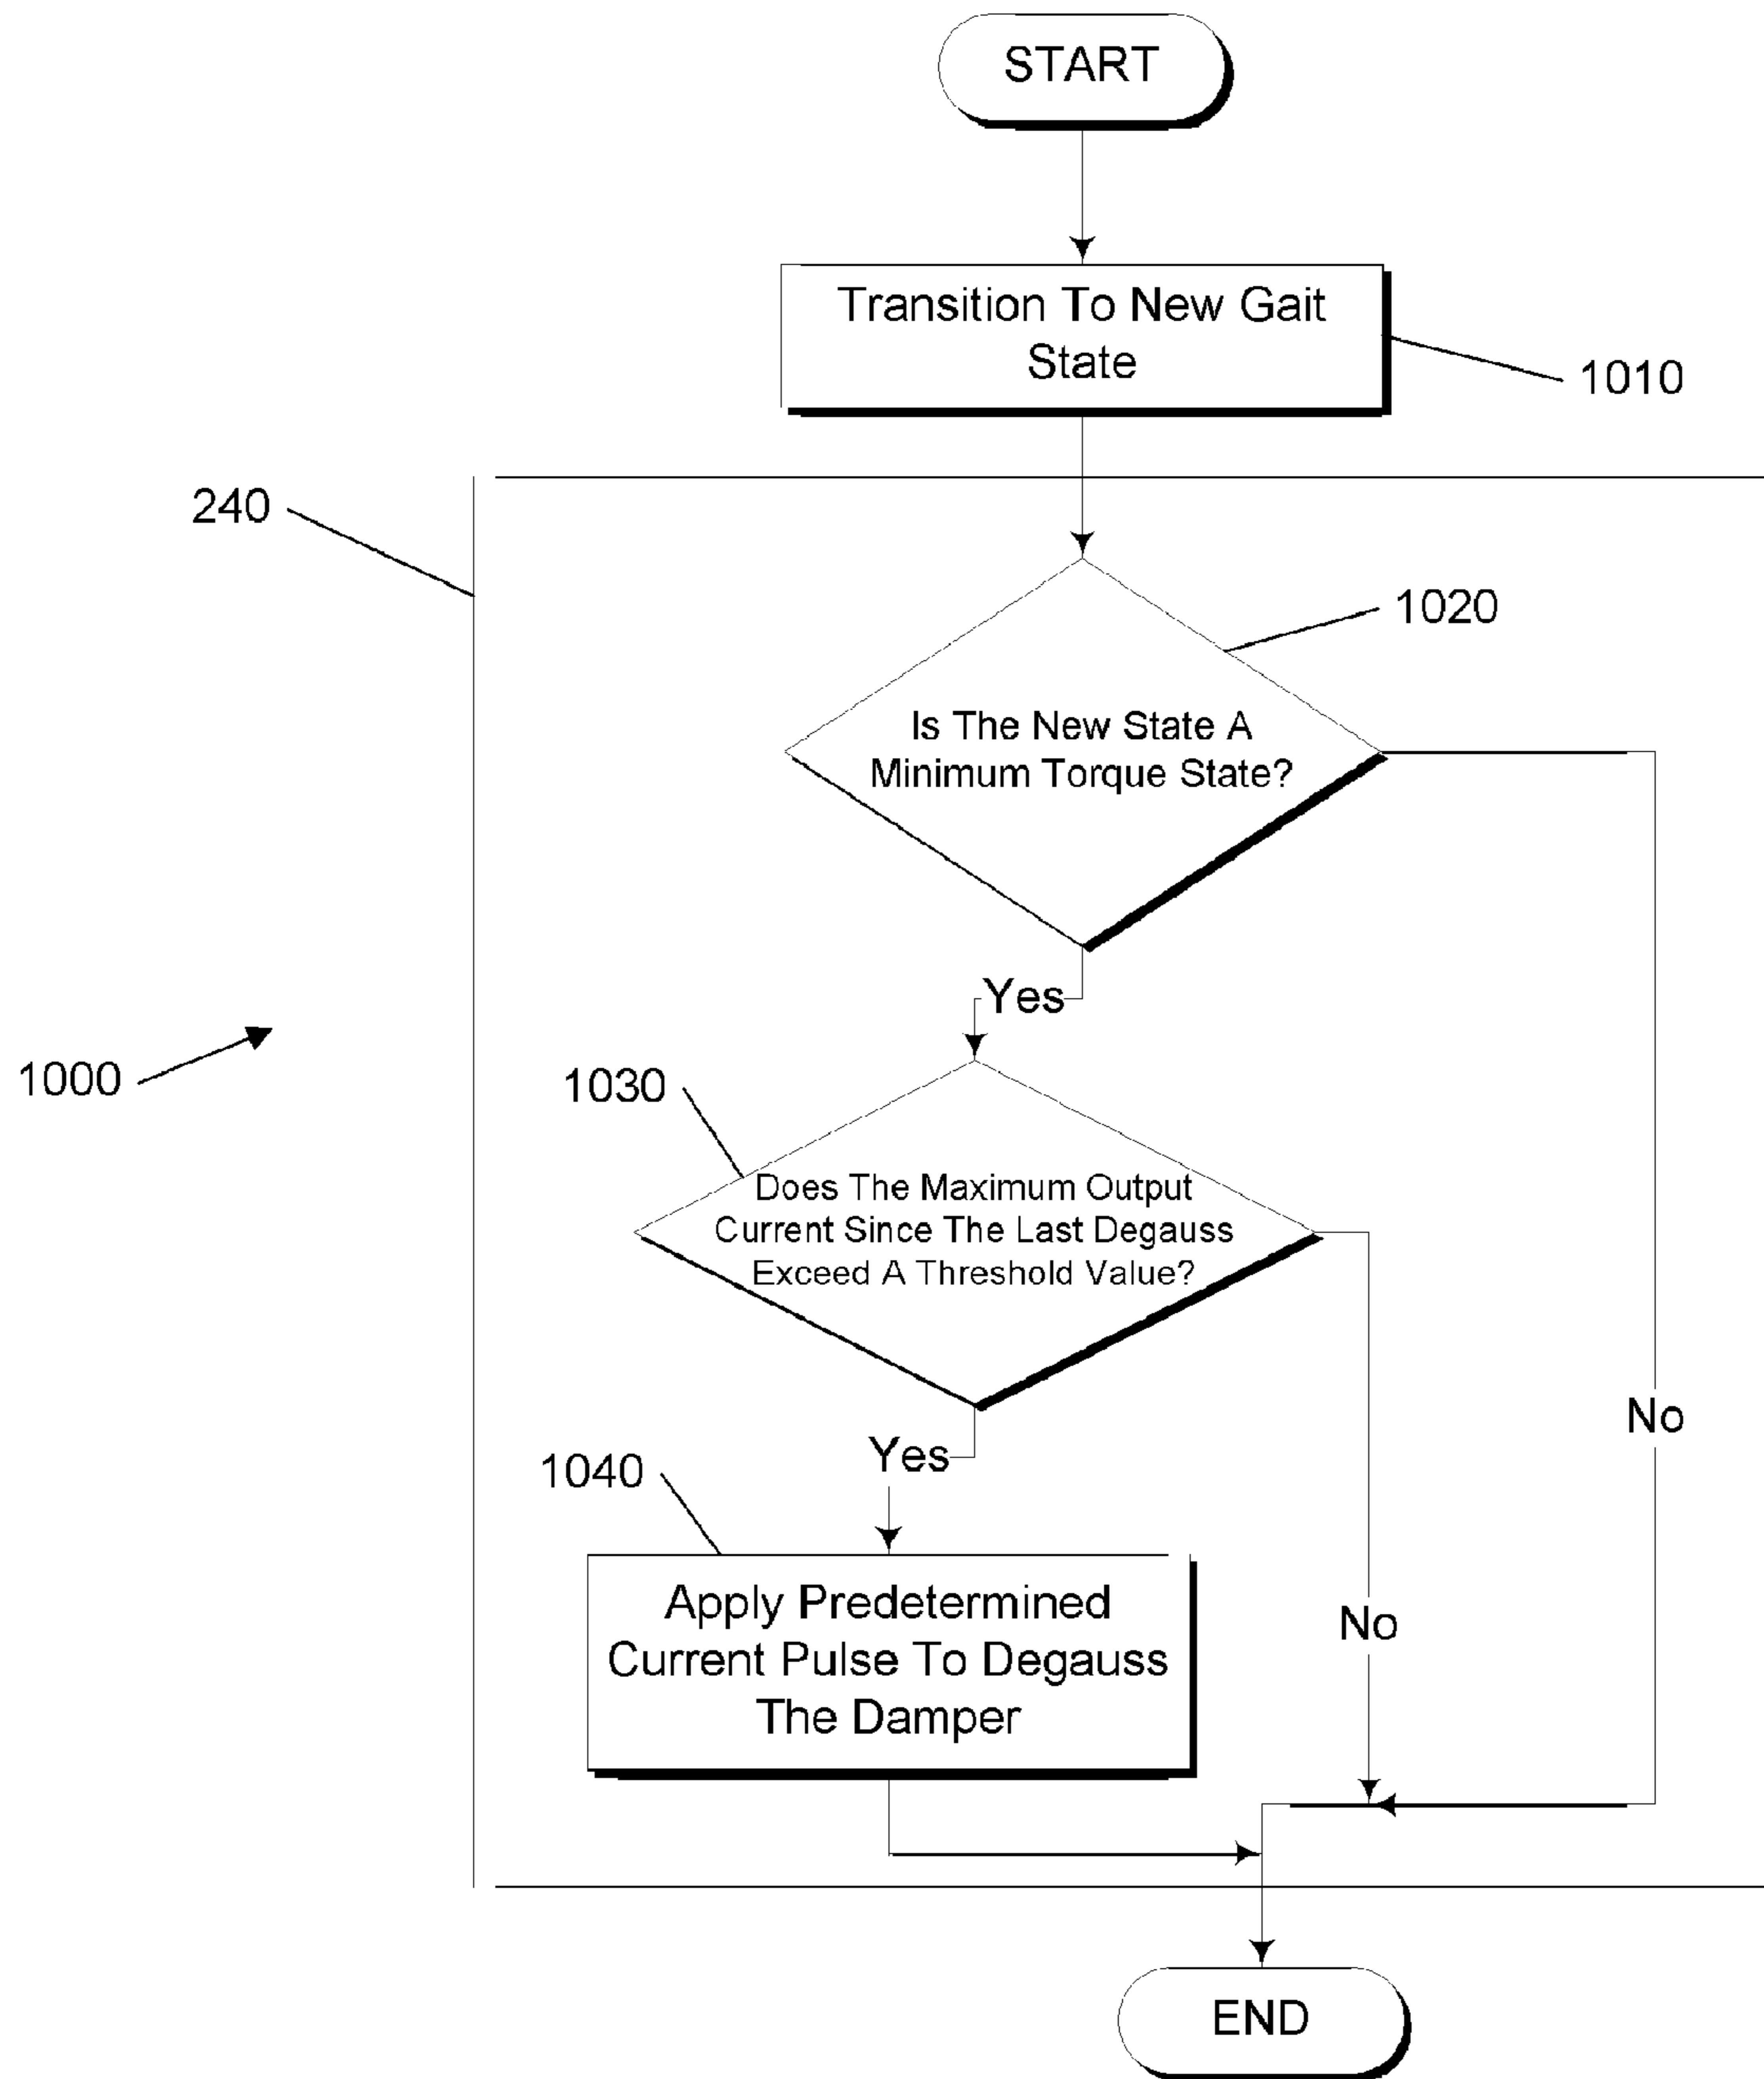 START
Transition To New Gait
State
1010
240
1020
Is The New State A
Minimum Torque State?
Yes
1000
1030
Does The Maximum Output
Current Since The Last Degauss
Exceed A Threshold Value?
No
Yes
1040
Apply Predetermined
Current Pulse To Degauss
The Damper
No
END